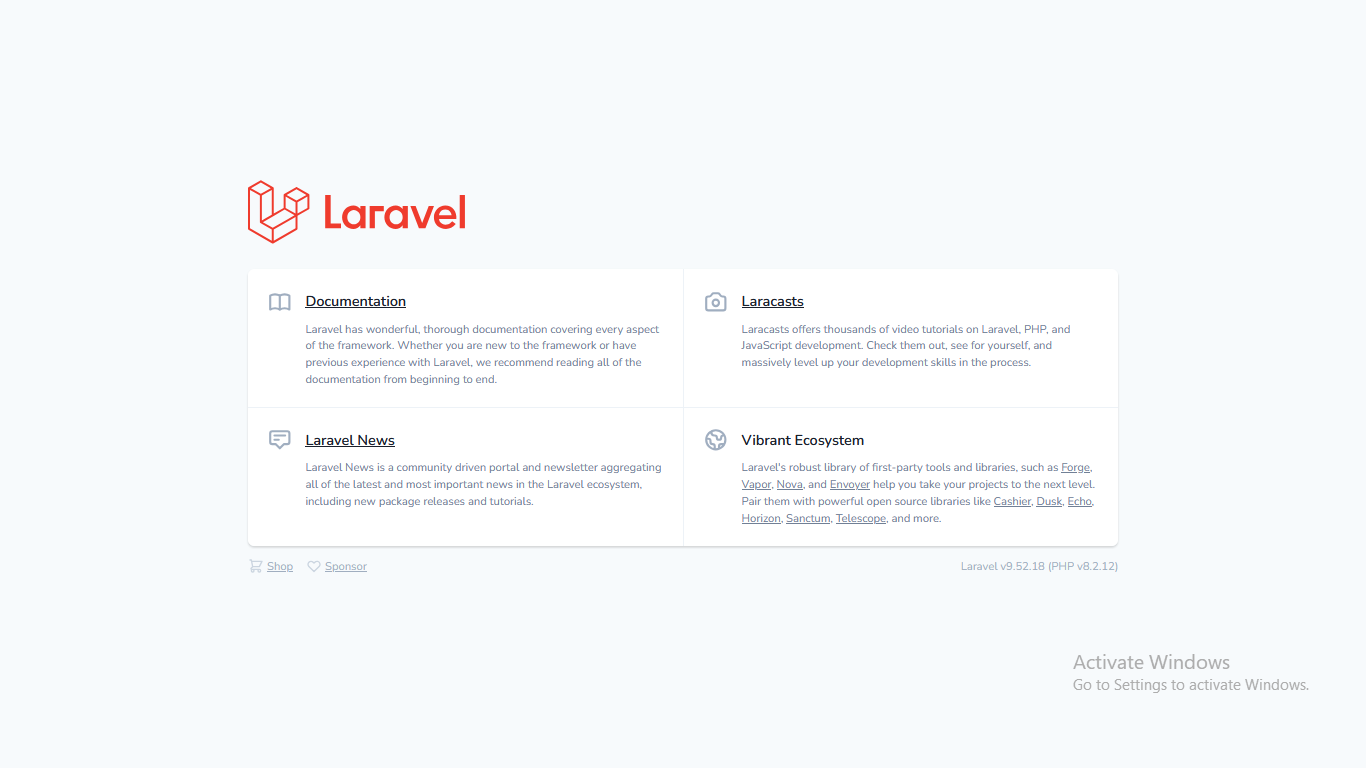 Laravel
Documentation
Laravel has wonderful, thorough documentation covering every aspect
of the framework. Whether you are new to the framework or have
previous experience with Laravel, we recommend reading all of the
documentation from beginning to end.
Laracasts
Laracasts offers thousands of video tutorials on Laravel, PHP, and
JavaScript development. Check them out, see for yourself, and
massively level up your development skills in the process.
Laravel News
Laravel News is a community driven portal and newsletter aggregating
all of the latest and most important news in the Laravel ecosystem,
including new package releases and tutorials.
Vibrant Ecosystem
Laravel's robust library of first-party tools and libraries, such as Forge,
Vapor, Nova, and Envoyer help you take your projects to the next level.
Pair them with powerful open source libraries like Cashier, Dusk, Echo,
Horizon, Sanctum, Telescope, and more.
Shop
Sponsor
Laravel v9.52.18 (PHP v8.2.12)
Activate Windows
Go to Settings to activate Windows.